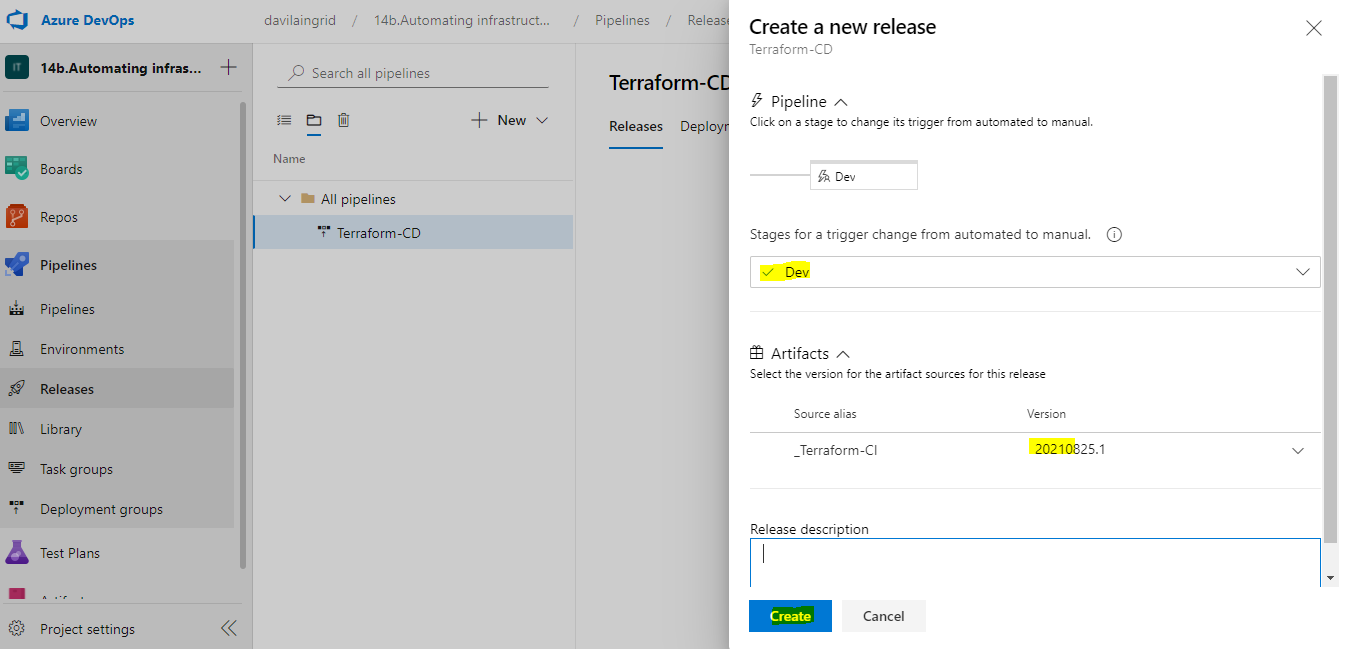 Azure DevOps
davilaingrid / 14b.Automating infrastruct... / Pipelines / Release
IT 14b.Automating infras...
Overview
Boards
Repos
Pipelines
Pipelines
Environments
Releases
Library
Task groups
Deployment groups
Test Plans
Project settings
Search all pipelines
New
Name
All pipelines
Terraform-CD
Terraform-CD
Releases
Create a new release
Terraform-CD
Pipeline
Click on a stage to change its trigger from automated to manual.
Dev
Stages for a trigger change from automated to manual.
Dev
Artifacts
Select the version for the artifact sources for this release
Source alias Version
_Terraform-CI 20210825.1
Release description
Create Cancel